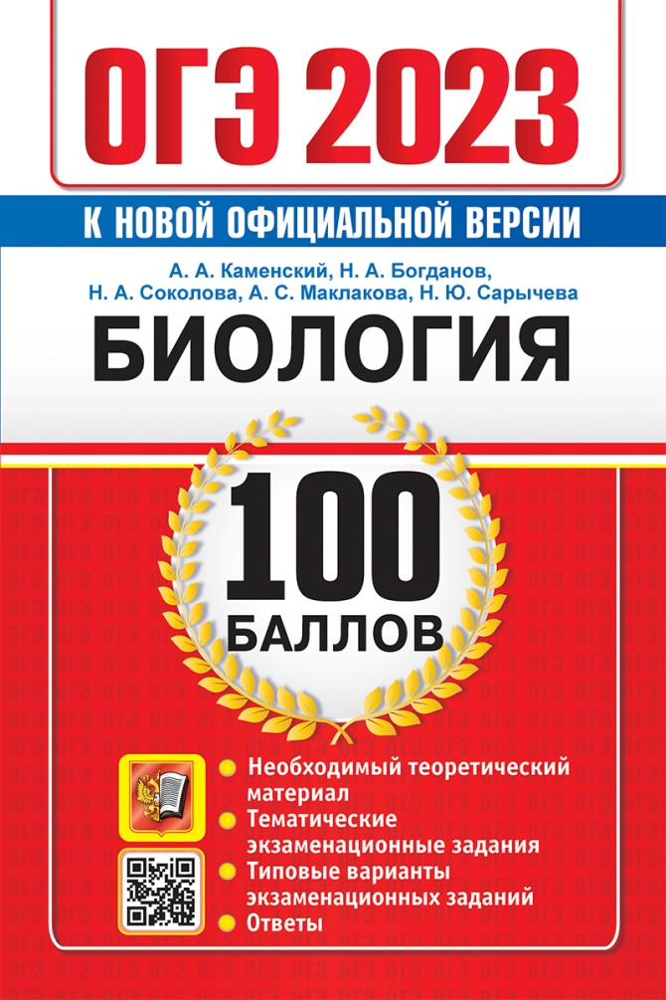 ОГЭ 2023
К НОВОЙ ОФИЦИАЛЬНОЙ ВЕРСИИ
А. А. Каменский, Н. А. Богданов,
Н. А. Соколова, А. С. Маклакова, Н. Ю. Сарычева
БИОЛОГИЯ
100
БАЛЛОВ
Необходимый теоретический
материал
Тематические
экзаменационные задания
Типовые варианты
экзаменационных заданий
Ответы